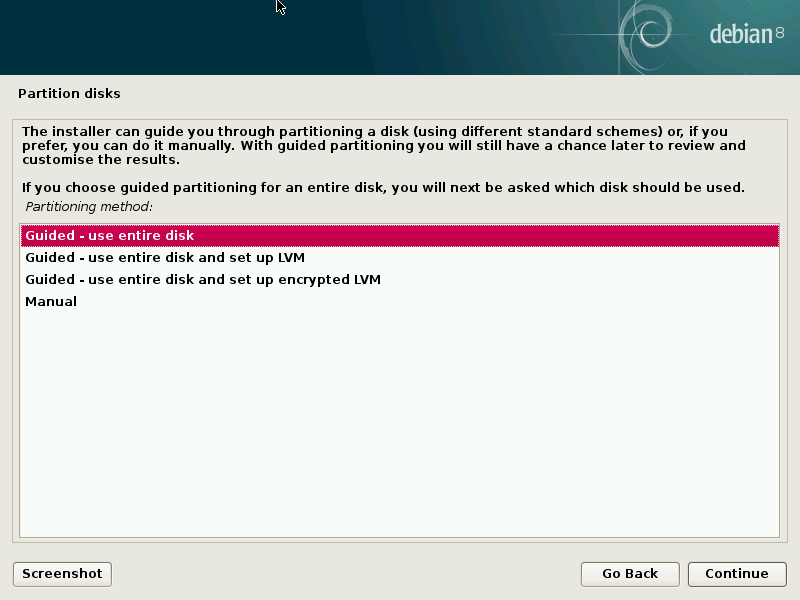 debian 8
Partition disks
The installer can guide you through partitioning a disk (using different standard schemes) or, if you
prefer, you can do it manually. With guided partitioning you will still have a chance later to review and
customise the results.
If you choose guided partitioning for an entire disk, you will next be asked which disk should be used.
Partitioning method:
Guided - use entire disk
Guided - use entire disk and set up LVM
Guided - use entire disk and set up encrypted LVM
Manual
Screenshot
Go Back
Continue